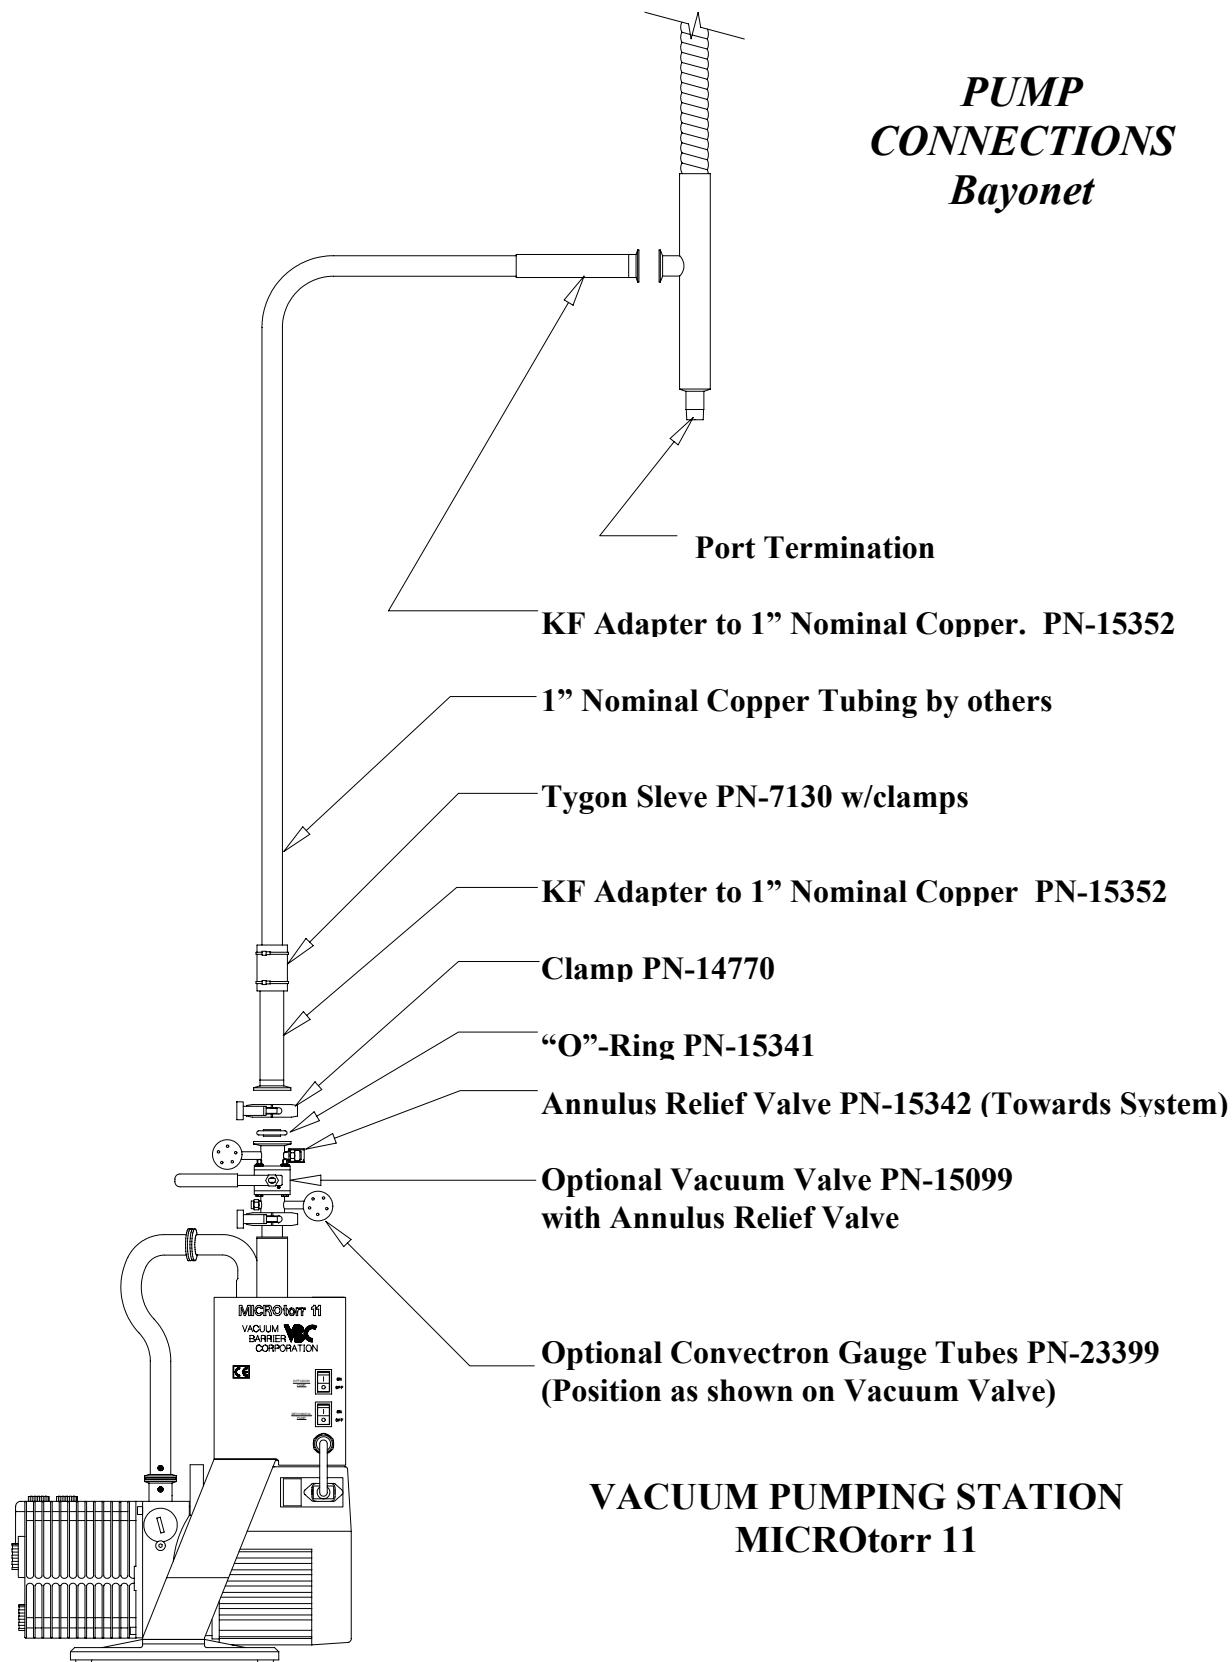 PUMP
CONNECTIONS
Bayonet
Port Termination
KF Adapter to 1” Nominal Copper. PN-15352
1” Nominal Copper Tubing by others
Tygon Sleve PN-7130 w/clamps
KF Adapter to 1” Nominal Copper PN-15352
Clamp PN-14770
“O”-Ring PN-15341
Annulus Relief Valve PN-15342 (Towards System)
Optional Vacuum Valve PN-15099
with Annulus Relief Valve
MICROtorr 11
VACUUM
BARRIER
CORPORATION
VBC
CE
ON
OFF
ON
OFF
Optional Convectron Gauge Tubes PN-23399
(Position as shown on Vacuum Valve)
VACUUM PUMPING STATION
MICROtorr 11